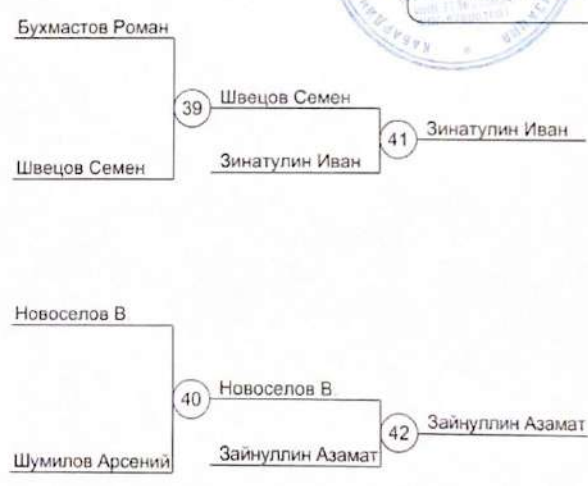 Бухмастов Роман
39
Швецов Семен
Швецов Семен
41
Зинатулин Иван
Зинатулин Иван
Новоселов В
40
Новоселов В
Шумилов Арсений
42
Зайнуллин Азамат
Зайнуллин Азамат